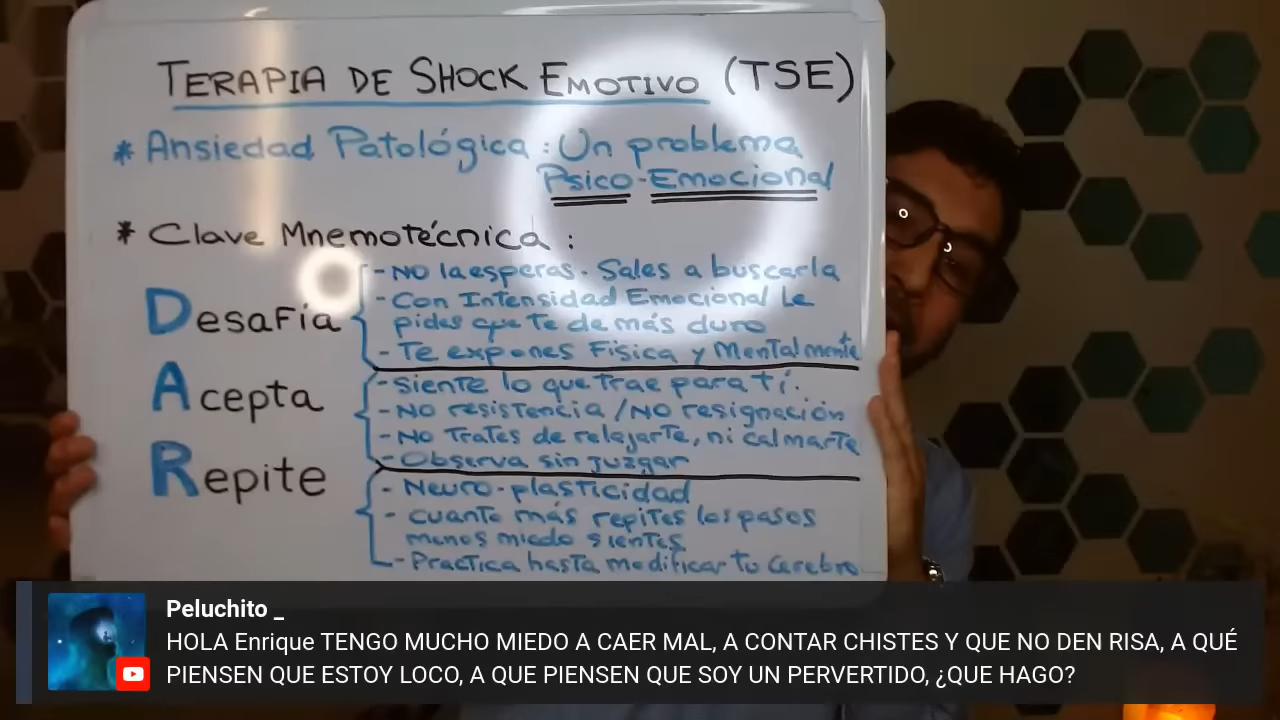 TERAPIA DE SHOCK EMOTIVO (TSE)
* Ansiedad Patológica: Un problema
Psico-Emocional
* Clave Mnemotécnica:
Desafía
- NO la esperas. Sales a buscarla
- Con Intensidad Emocional Le
pides que te de más duro
- Te expones Física y Mentalmente
Acepta
- Siente lo que trae para tí.
- NO resistencia / NO resignación
- NO Trates de relajarte, ni calmarte
- Observa sin juzgar
Repite
- Neuro-plasticidad
- cuanto más repites los pasos
menos miedo sientes
- Practica hasta modificar tu cerebro
Peluchito _
HOLA Enrique TENGO MUCHO MIEDO A CAER MAL, A CONTAR CHISTES Y QUE NO DEN RISA, A QUÉ
PIENSEN QUE ESTOY LOCO, A QUE PIENSEN QUE SOY UN PERVERTIDO, ¿QUE HAGO?